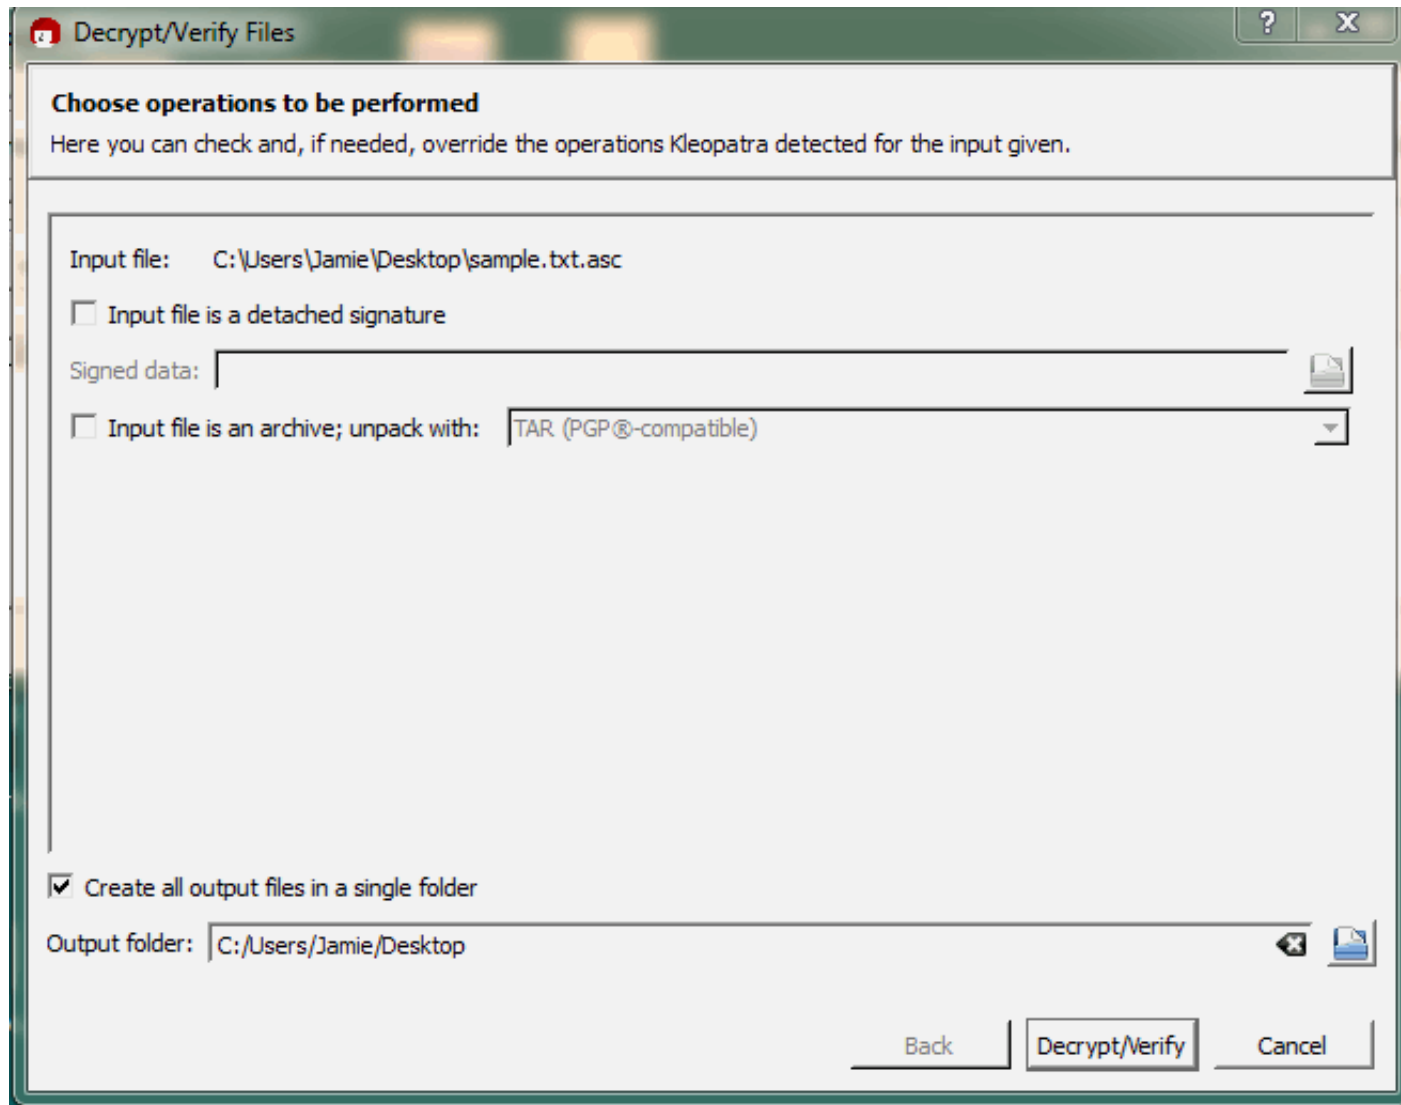 Decrypt/Verify Files
? X
Choose operations to be performed
Here you can check and, if needed, override the operations Kleopatra detected for the input given.
Input file: C:\Users\Jamie\Desktop\sample.txt.asc
Input file is a detached signature
Signed data:
Input file is an archive; unpack with: TAR (PGP®-compatible)
Create all output files in a single folder
Output folder: C:/Users/Jamie/Desktop
Back Decrypt/Verify Cancel